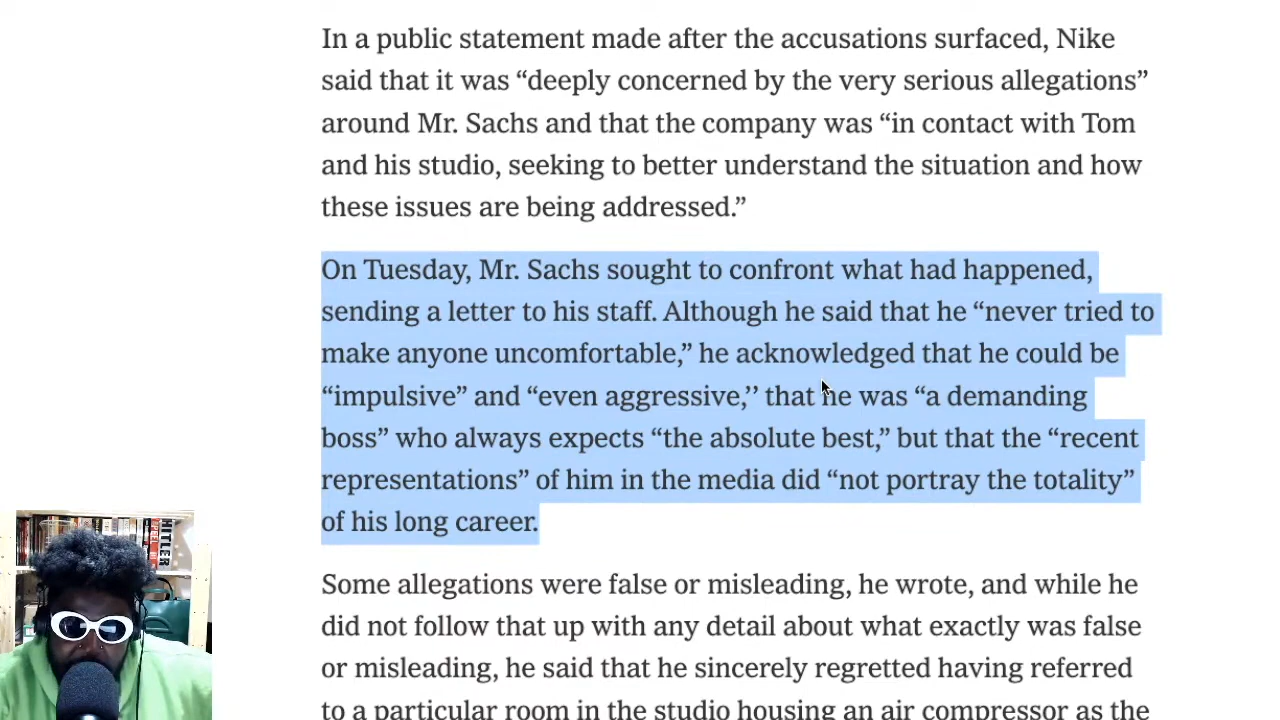 In a public statement made after the accusations surfaced, Nike
said that it was “deeply concerned by the very serious allegations”
around Mr. Sachs and that the company was “in contact with Tom
and his studio, seeking to better understand the situation and how
these issues are being addressed.”
On Tuesday, Mr. Sachs sought to confront what had happened,
sending a letter to his staff. Although he said that he “never tried to
make anyone uncomfortable,” he acknowledged that he could be
“impulsive” and “even aggressive,’’ that he was “a demanding
boss” who always expects “the absolute best,” but that the “recent
representations” of him in the media did “not portray the totality”
of his long career.
Some allegations were false or misleading, he wrote, and while he
did not follow that up with any detail about what exactly was false
or misleading, he said that he sincerely regretted having referred
to a particular room in the studio housing an air compressor as the
HITLER